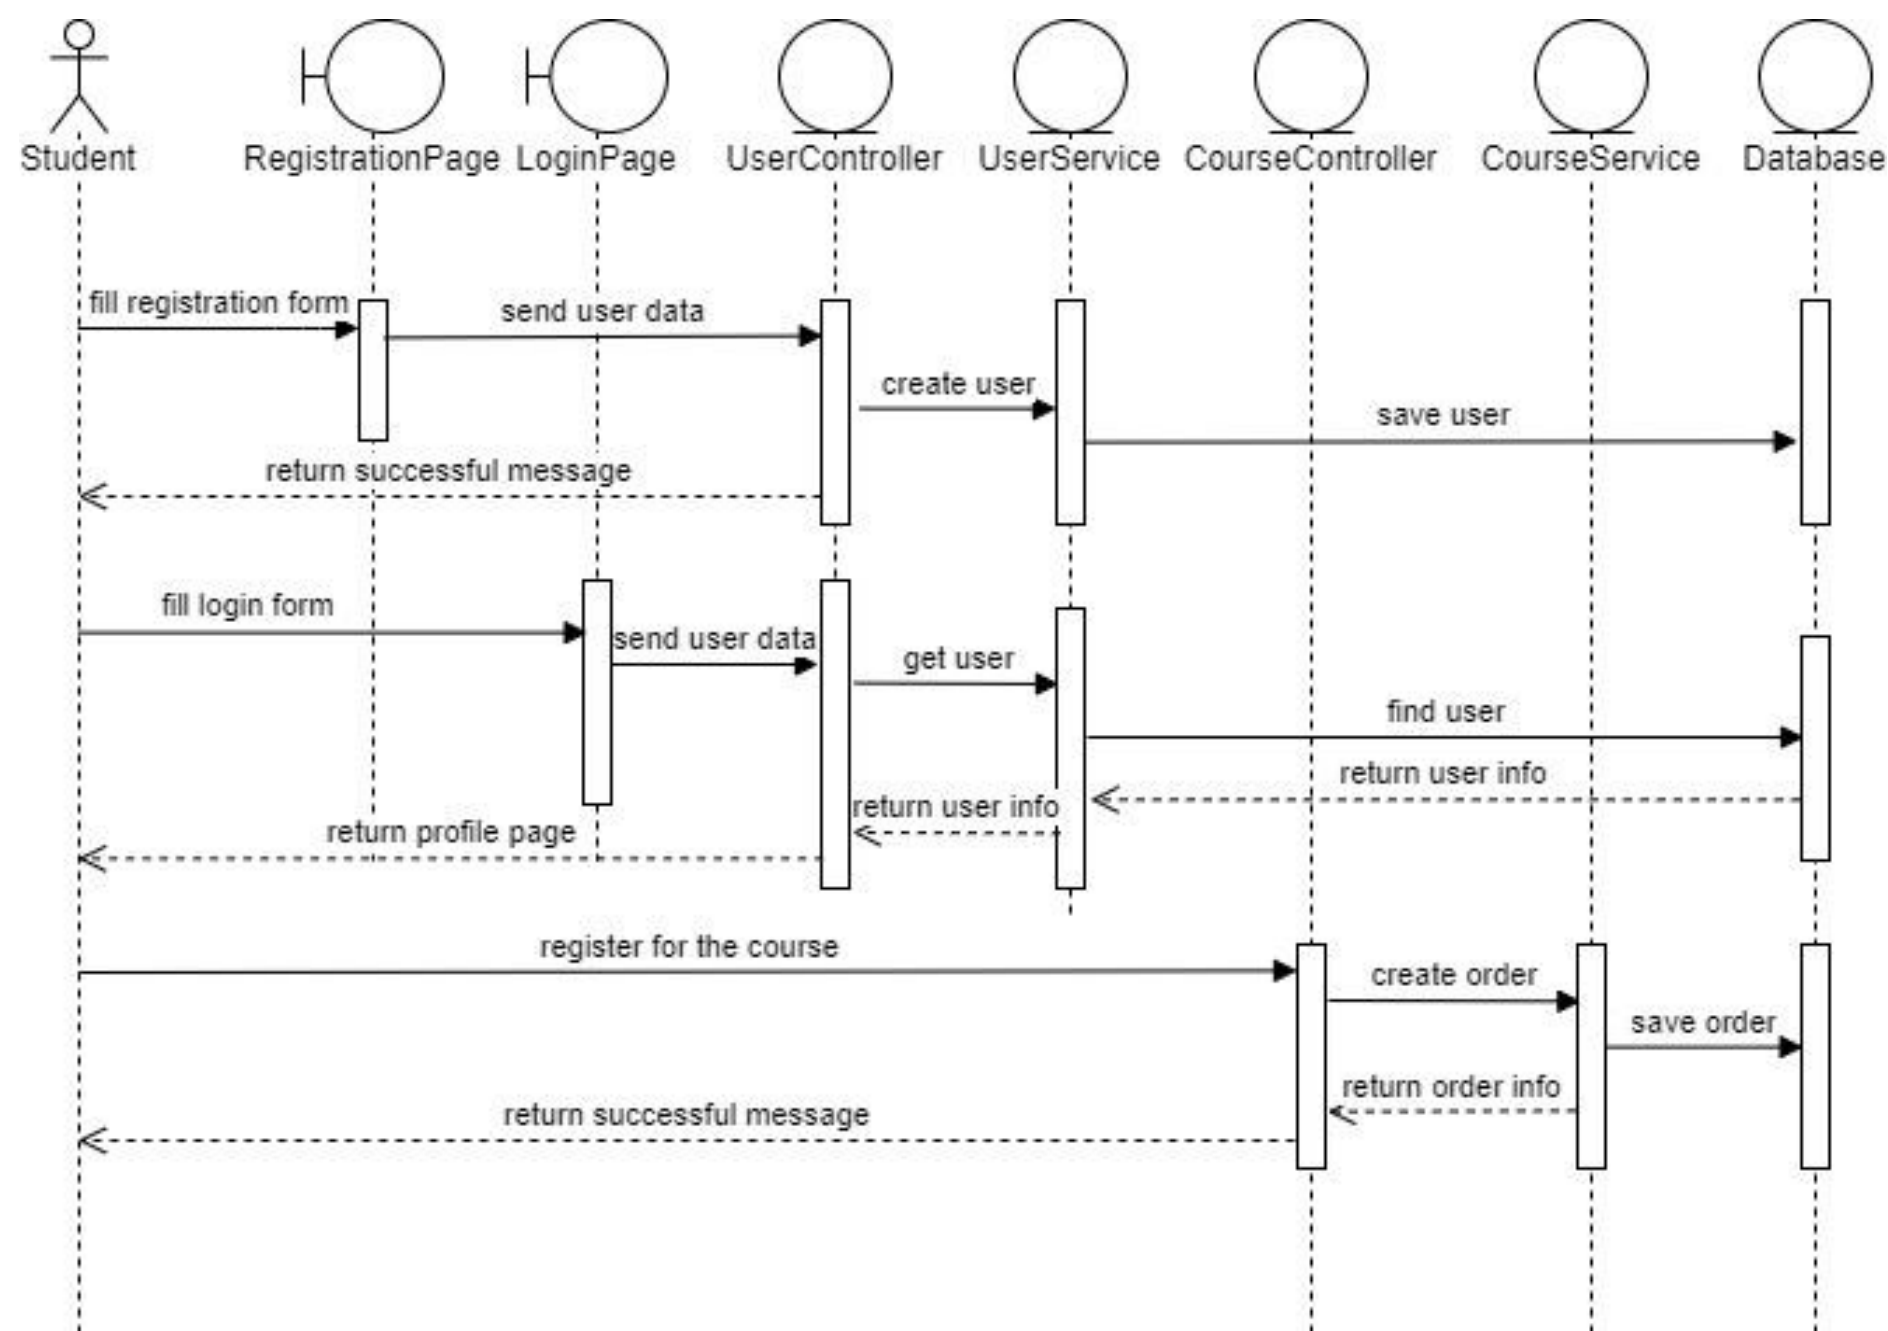 Student
RegistrationPage
LoginPage
UserController
UserService
CourseController
CourseService
Database
fill registration form
send user data
create user
save user
return successful message
fill login form
send user data
get user
find user
return user info
return user info
return profile page
register for the course
create order
save order
return order info
return successful message